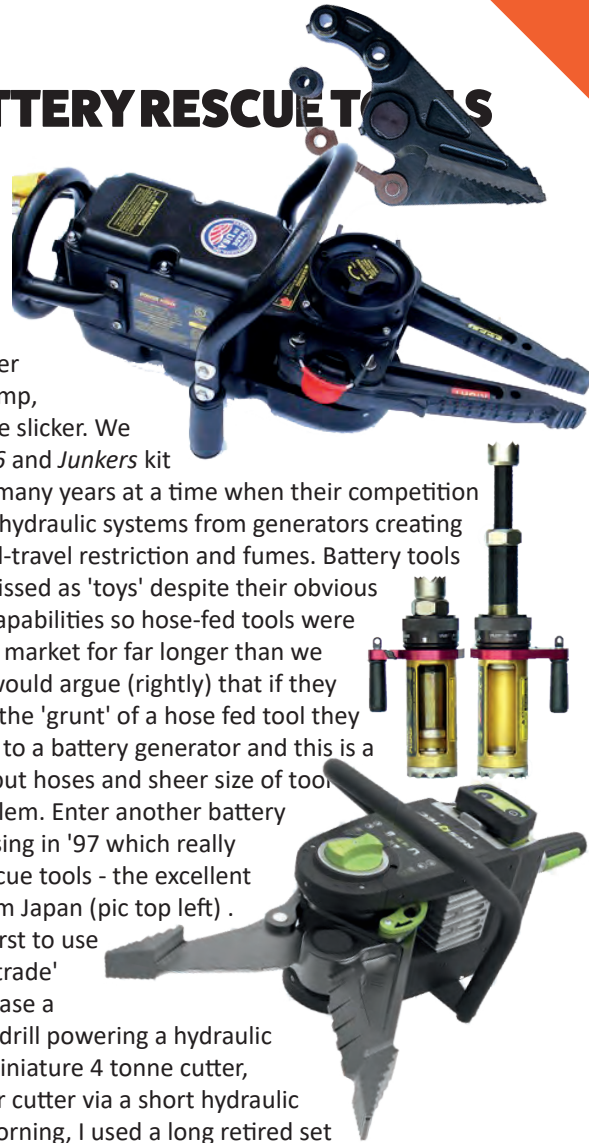 TTERY RESCUE T LS
er
mp,
e slicker. We
6 and Junkers kit
many years at a time when their competition
hydraulic systems from generators creating
l-travel restriction and fumes. Battery tools
issed as 'toys' despite their obvious
apabilities so hose-fed tools were
market for far longer than we
would argue (rightly) that if they
the 'grunt' of a hose fed tool they
to a battery generator and this is a
out hoses and sheer size of tool
lem. Enter another battery
sing in '97 which really
cue tools - the excellent
m Japan (pic top left) .
rst to use
trade'
ase a
drill powering a hydraulic
iniature 4 tonne cutter,
r cutter via a short hydraulic
orning, I used a long retired set